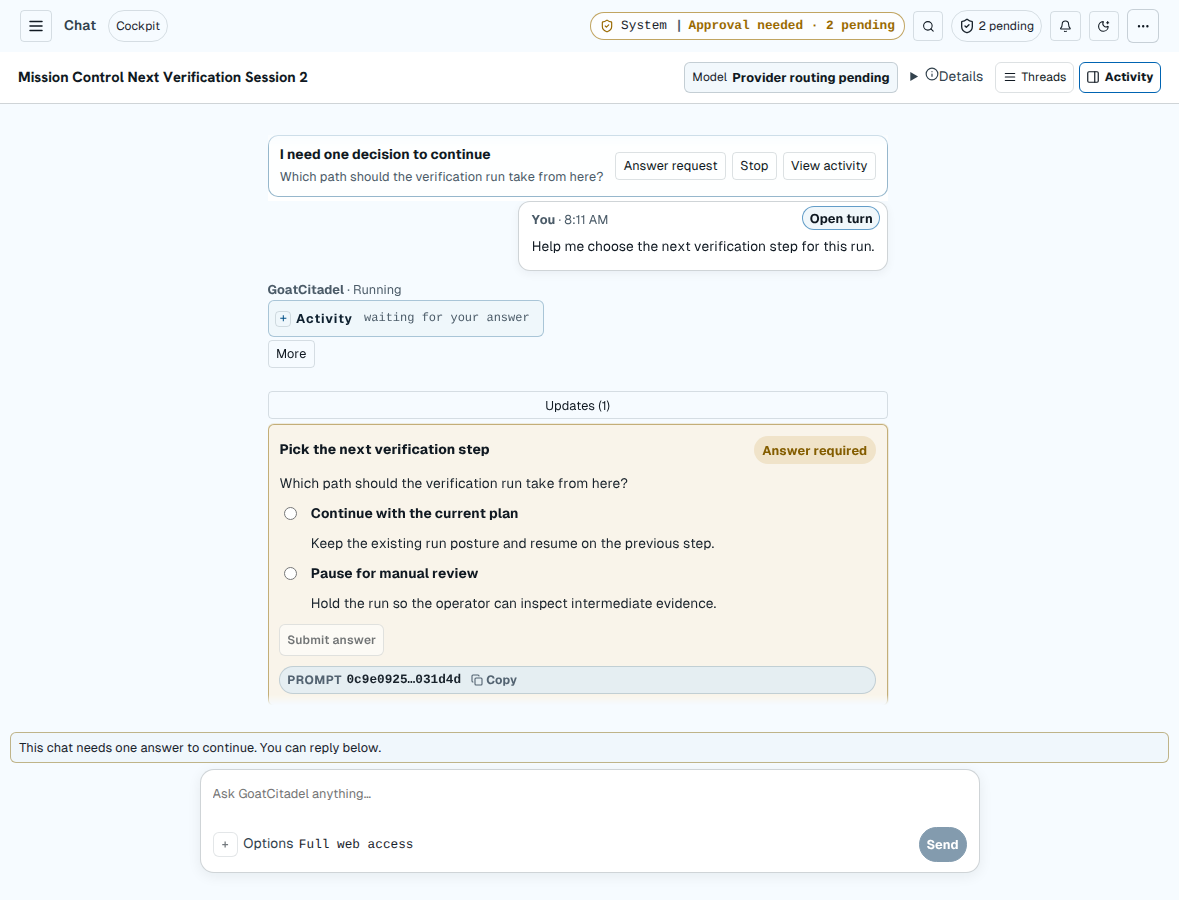 Chat Cockpit System | Approval needed · 2 pending 2 pending ...
Mission Control Next Verification Session 2 Model Provider routing pending Details Threads Activity
I need one decision to continue
Which path should the verification run take from here? Answer request Stop View activity
You · 8:11 AM Open turn
Help me choose the next verification step for this run.
GoatCitadel · Running
+ Activity waiting for your answer
More
Updates (1)
Pick the next verification step Answer required
Which path should the verification run take from here?
Continue with the current plan
Keep the existing run posture and resume on the previous step.
Pause for manual review
Hold the run so the operator can inspect intermediate evidence.
Submit answer
PROMPT 0c9e0925…031d4d Copy
This chat needs one answer to continue. You can reply below.
Ask GoatCitadel anything…
+ Options Full web access Send